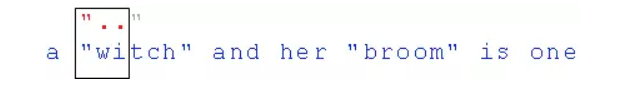 ".."
a "witch" and her "broom" is one